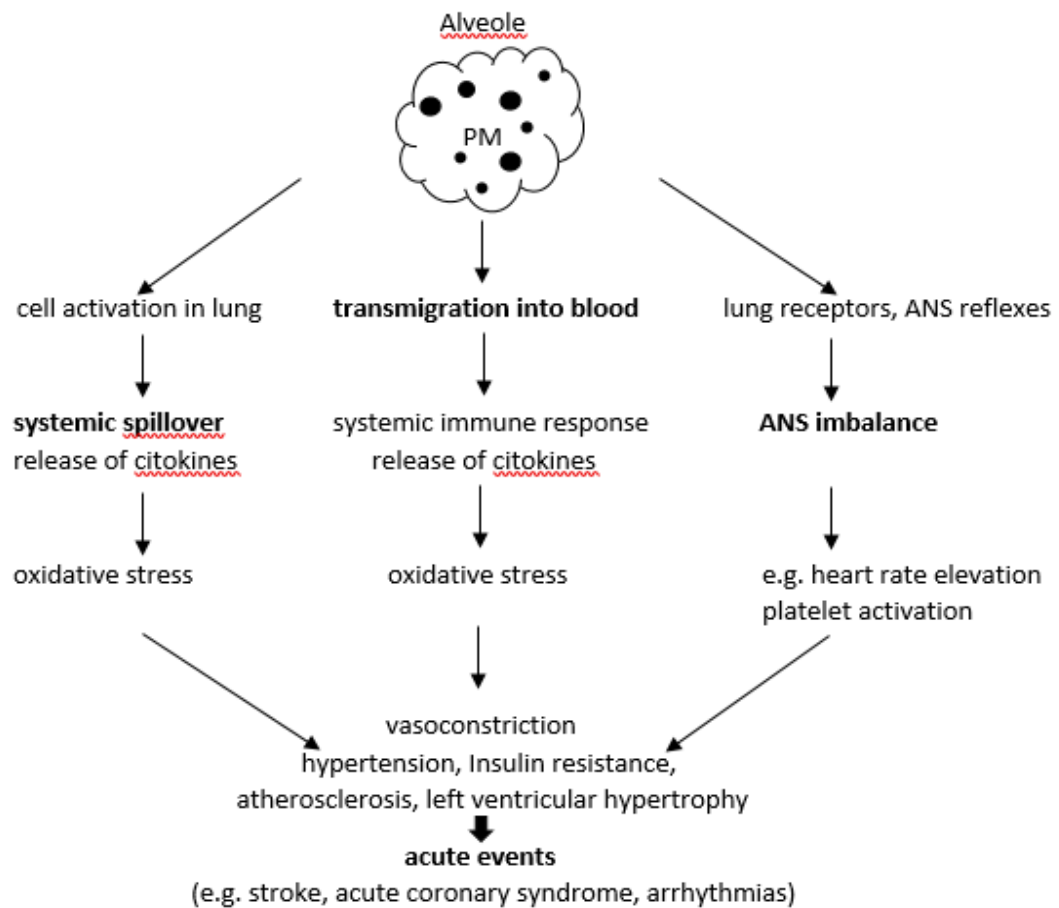 Alveole
PM
cell activation in lung
transmigration into blood
lung receptors, ANS reflexes
systemic spillover
release of citokines
systemic immune response
release of citokines
ANS imbalance
oxidative stress
oxidative stress
e.g. heart rate elevation
platelet activation
vasoconstriction
hypertension, Insulin resistance,
atherosclerosis, left ventricular hypertrophy
acute events
(e.g. stroke, acute coronary syndrome, arrhythmias)